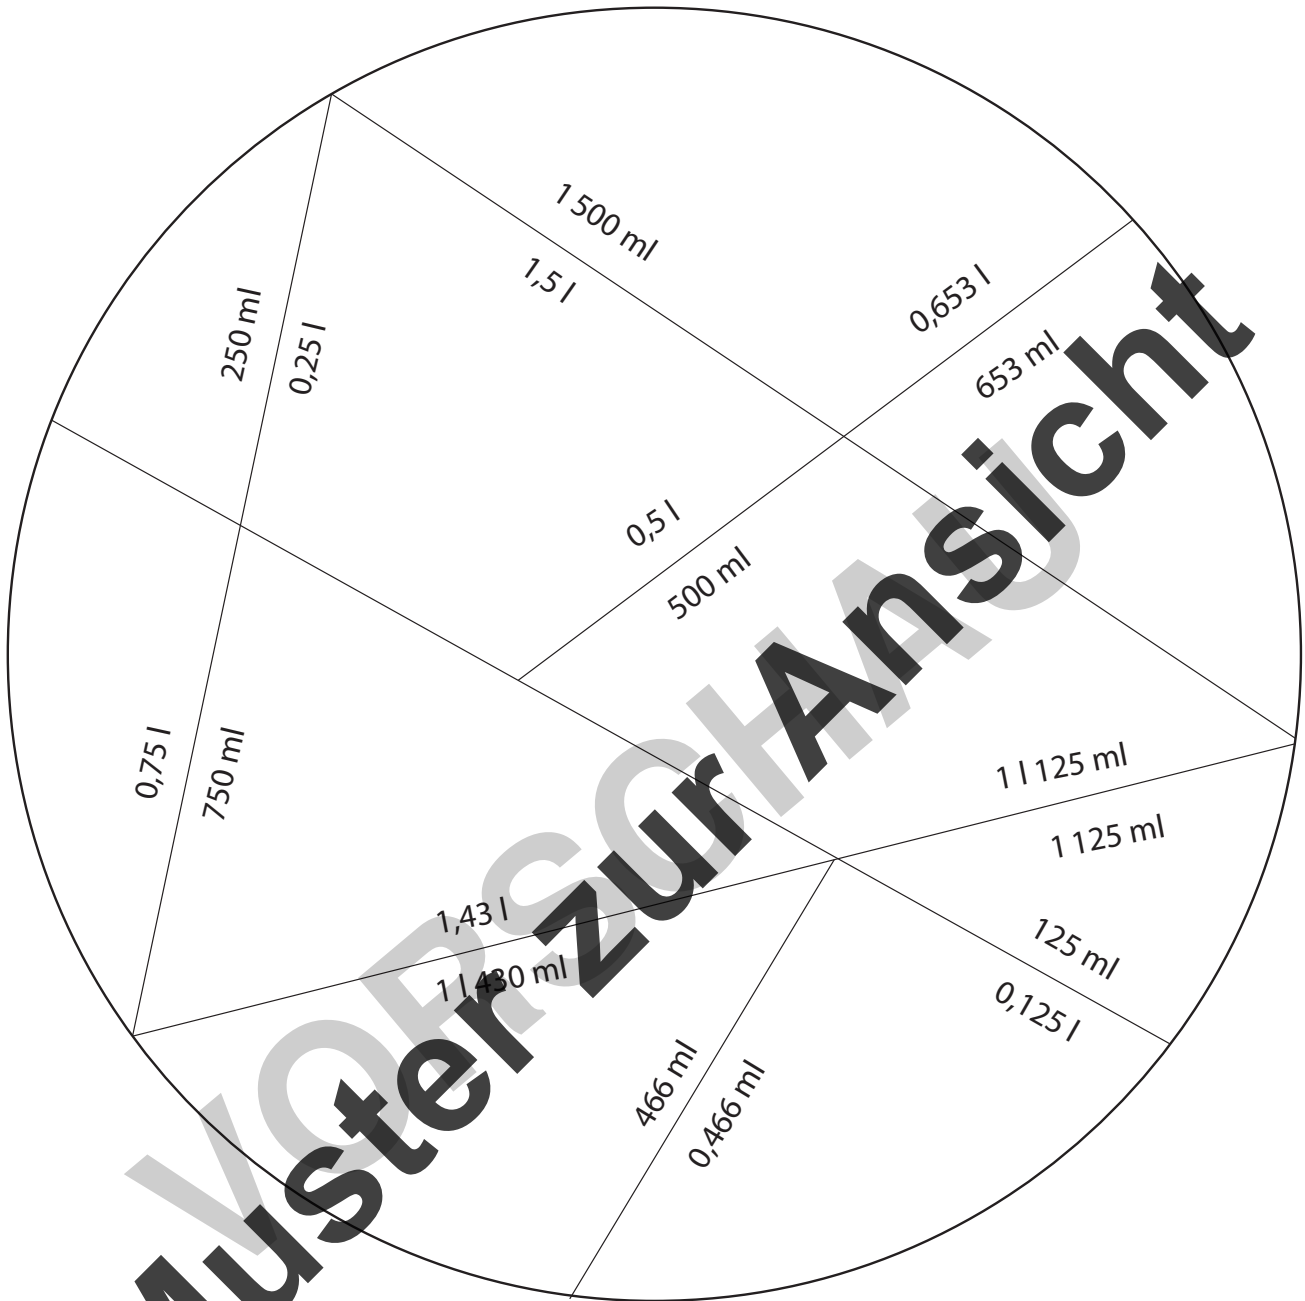 1 500 ml
1,5 l
0,653 l
653 ml
250 ml
0,25 l
0,5 l
500 ml
0,75 l
750 ml
1 l 125 ml
1 125 ml
1,43 l
1 l 430 ml
125 ml
0,125 l
466 ml
0,466 ml
VORSCHAU
Muster zur Ansicht